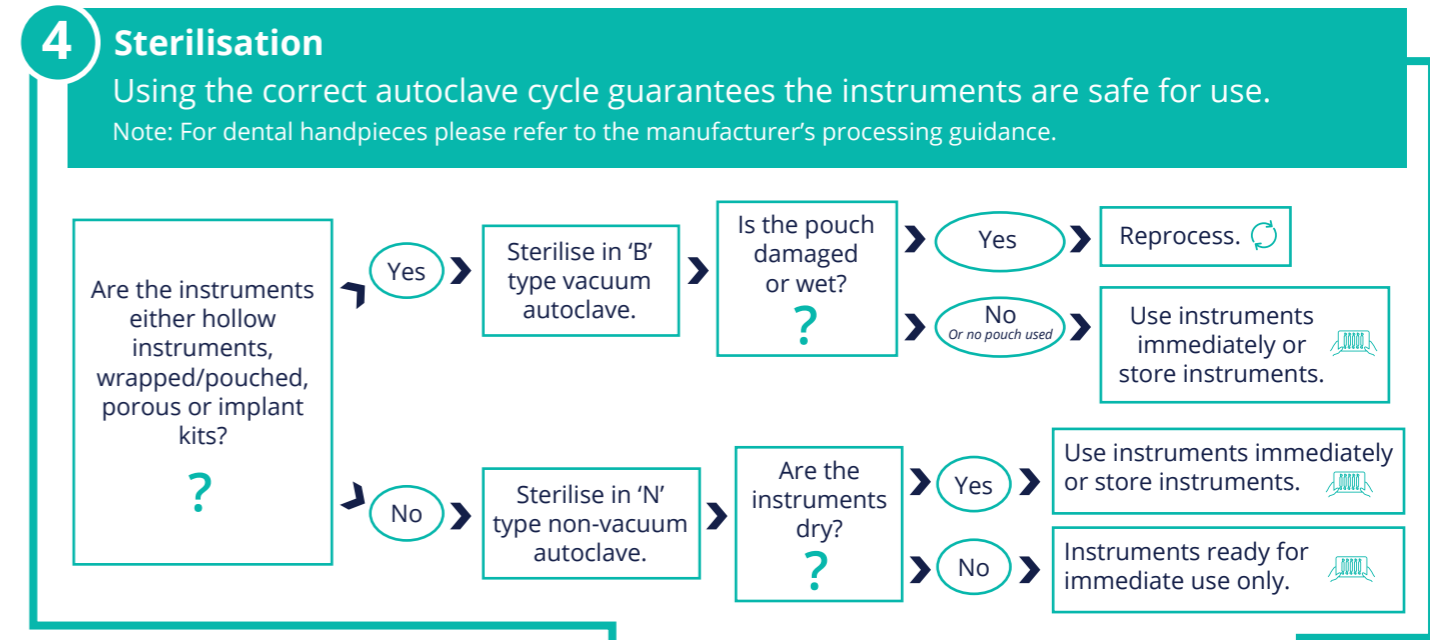 4
Sterilisation
Using the correct autoclave cycle guarantees the instruments are safe for use.
Note: For dental handpieces please refer to the manufacturer’s processing guidance.
Are the instruments
either hollow
instruments,
wrapped/pouched,
porous or implant
kits?
?
Yes
Sterilise in ‘B’
type vacuum
autoclave.
Is the pouch
damaged
or wet?
?
Yes
Reprocess.
No
Or no pouch used
Use instruments
immediately or
store instruments.
No
Sterilise in ‘N’
type non-vacuum
autoclave.
Are the
instruments
dry?
?
Yes
Use instruments immediately
or store instruments.
No
Instruments ready for
immediate use only.